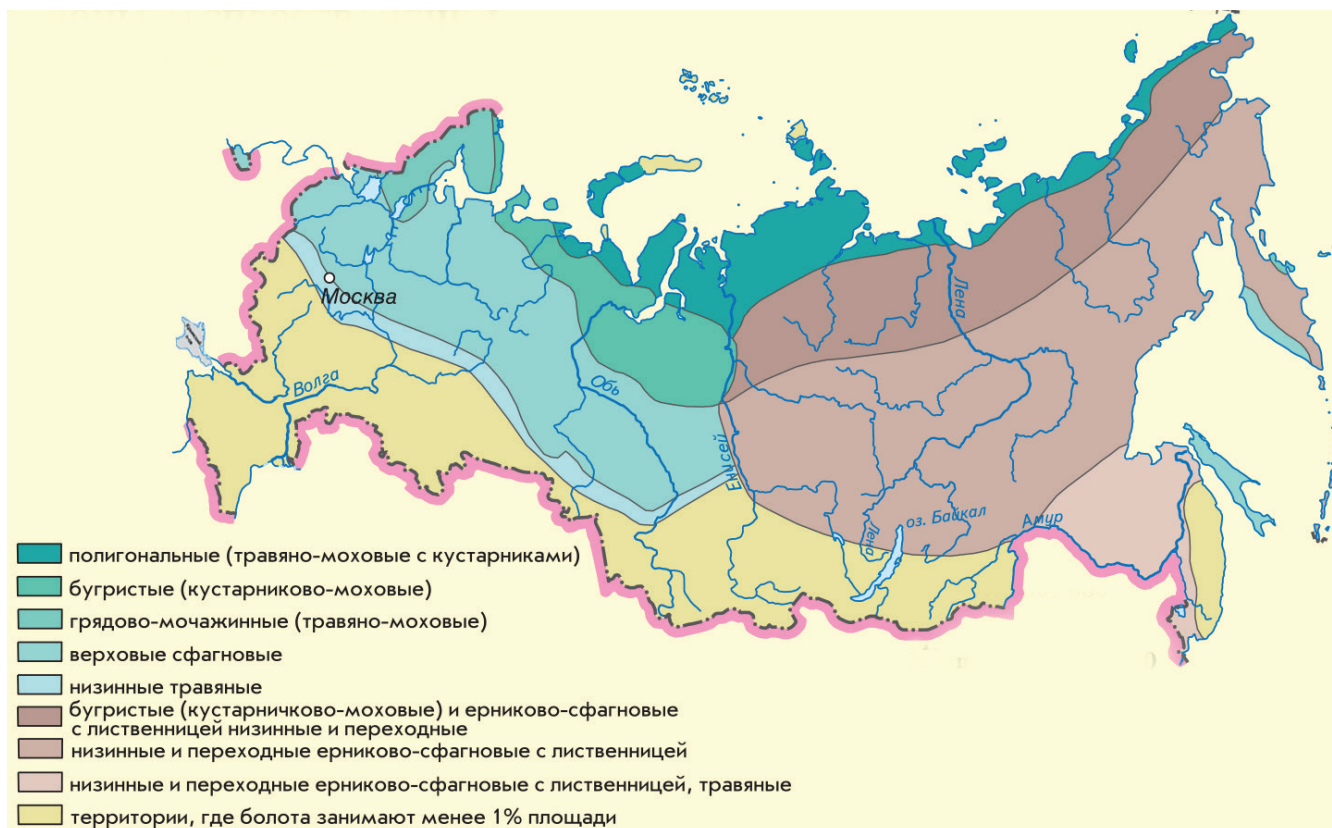 Москва
Волга
Обь
Енисей
Лена
Лена
оз. Байкал
Амур
полигональные (травяно-моховые с кустарниками)
бугристые (кустарниково-моховые)
грядово-мочажинные (травяно-моховые)
верховые сфагновые
низинные травяные
бугристые (кустарничково-моховые) и ерниково-сфагновые
с лиственницей низинные и переходные
низинные и переходные ерниково-сфагновые с лиственницей
низинные и переходные ерниково-сфагновые с лиственницей, травяные
территории, где болота занимают менее 1% площади